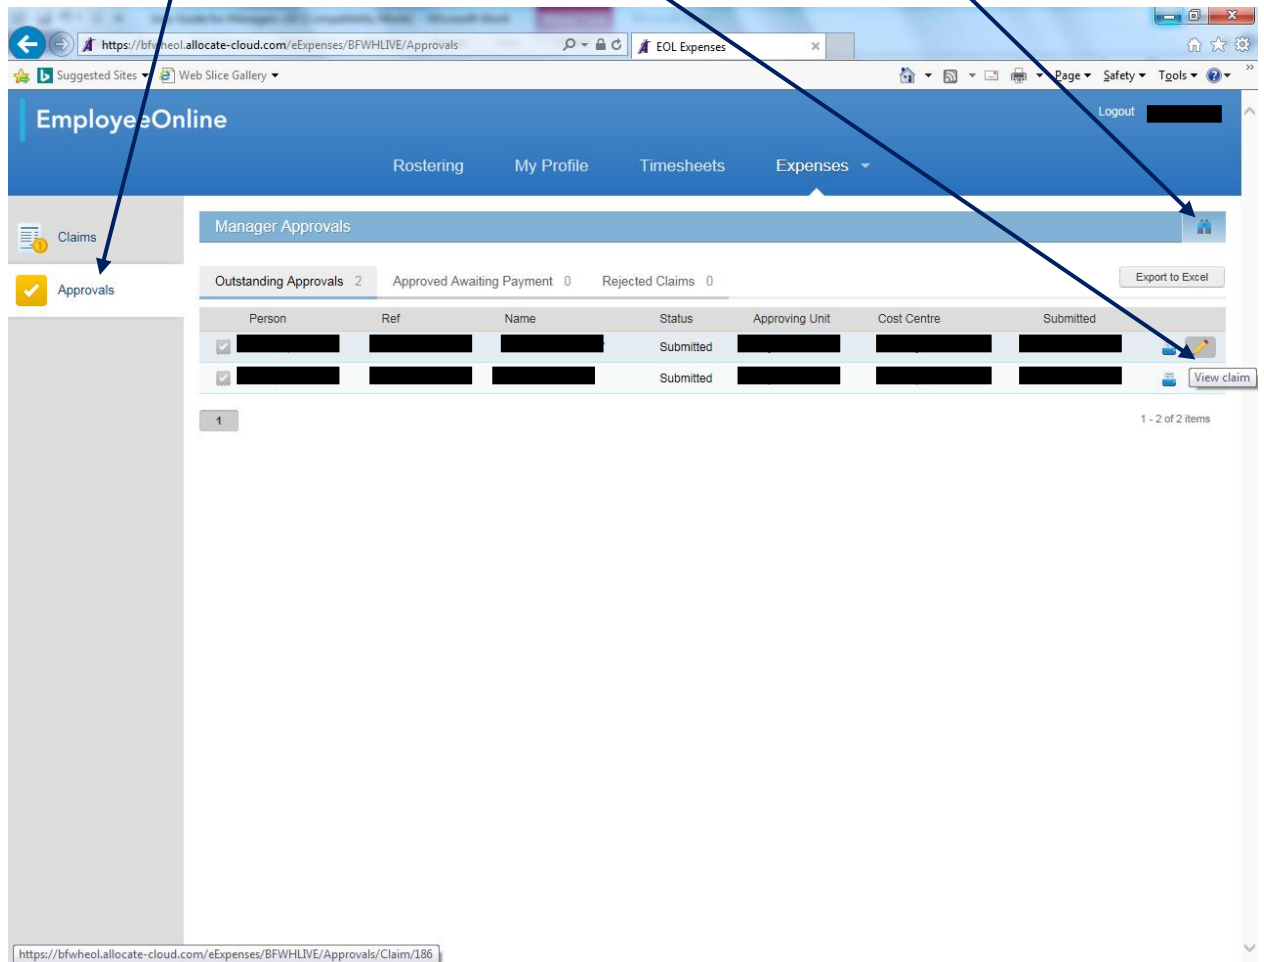 https://bfwheol.allocate-cloud.com/eExpenses/BFWHLIVE/Approvals
EOL Expenses
Suggested Sites
Web Slice Gallery
Page
Safety
Tools
EmployeeOnline
Logout
Rostering
My Profile
Timesheets
Expenses
Claims
1
Approvals
Manager Approvals
Outstanding Approvals 2
Approved Awaiting Payment 0
Rejected Claims 0
Export to Excel
Person Ref Name Status Approving Unit Cost Centre Submitted
Submitted
Submitted
View claim
1
1 - 2 of 2 items
https://bfwheol.allocate-cloud.com/eExpenses/BFWHLIVE/Approvals/Claim/186